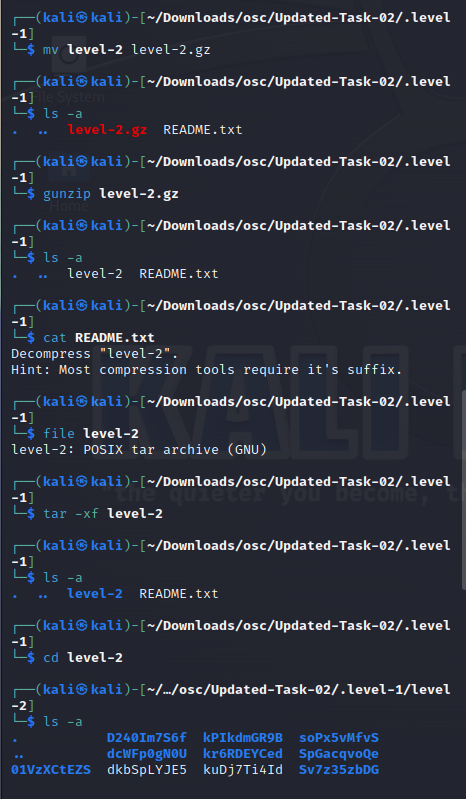 ┌──(kali㉿kali)-[~/Downloads/osc/Updated-Task-02/.level
-1]
└─$ mv level-2 level-2.gz
┌──(kali㉿kali)-[~/Downloads/osc/Updated-Task-02/.level
-1]
└─$ ls -a
.  ..  level-2.gz  README.txt
┌──(kali㉿kali)-[~/Downloads/osc/Updated-Task-02/.level
-1]
└─$ gunzip level-2.gz
┌──(kali㉿kali)-[~/Downloads/osc/Updated-Task-02/.level
-1]
└─$ ls -a
.  ..  level-2  README.txt
┌──(kali㉿kali)-[~/Downloads/osc/Updated-Task-02/.level
-1]
└─$ cat README.txt
Decompress "level-2".
Hint: Most compression tools require it's suffix.
┌──(kali㉿kali)-[~/Downloads/osc/Updated-Task-02/.level
-1]
└─$ file level-2
level-2: POSIX tar archive (GNU)
┌──(kali㉿kali)-[~/Downloads/osc/Updated-Task-02/.level
-1]
└─$ tar -xf level-2
┌──(kali㉿kali)-[~/Downloads/osc/Updated-Task-02/.level
-1]
└─$ ls -a
.  ..  level-2  README.txt
┌──(kali㉿kali)-[~/Downloads/osc/Updated-Task-02/.level
-1]
└─$ cd level-2
┌──(kali㉿kali)-[~/…/osc/Updated-Task-02/.level-1/level
-2]
└─$ ls -a
.           D240Im7S6f  kPIkdmGR9B  soPx5vMfvS
..          dcWFp0gN0U  kr6RDEYCed  SpGacqvoQe
01VzXCtEZS  dkbSpLYJE5  kuDj7Ti4Id  Sv7z35zbDG